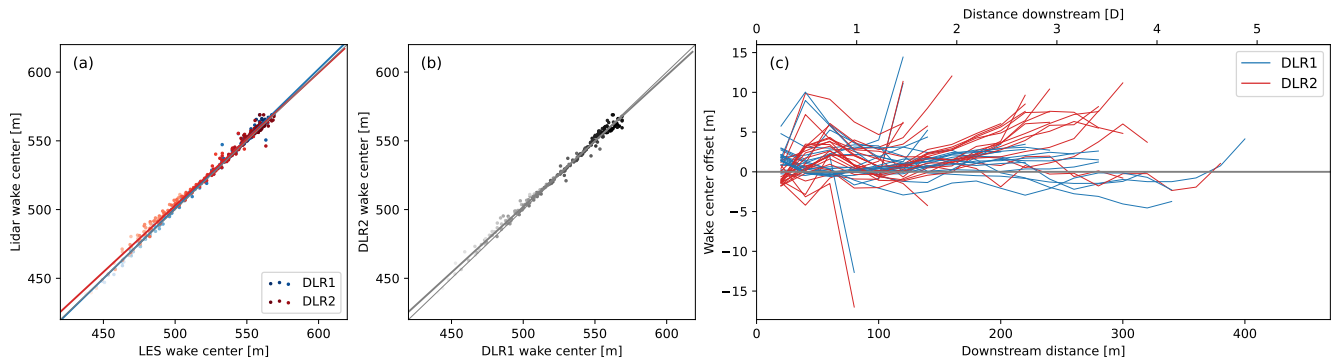 (a)
Lidar wake center [m]
600
550
500
450
450
500
550
600
LES wake center [m]
DLR1
DLR2
(b)
DLR2 wake center [m]
600
550
500
450
450
500
550
600
DLR1 wake center [m]
Distance downstream [D]
0
1
2
3
4
5
(c)
Wake center offset [m]
15
10
5
0
−5
−10
−15
0
100
200
300
400
Downstream distance [m]
DLR1
DLR2